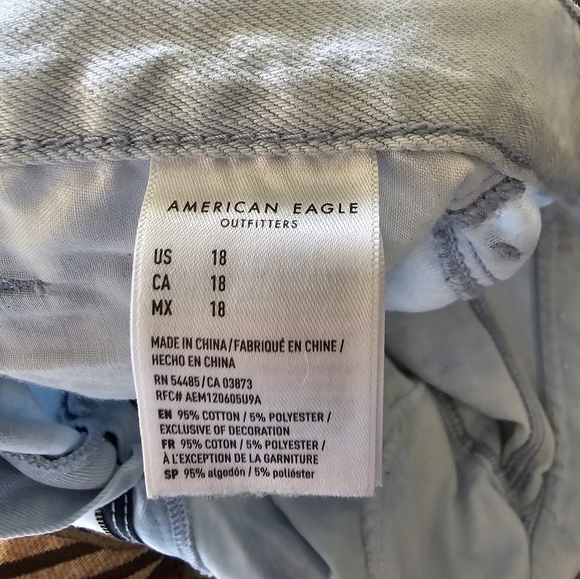 AMERICAN EAGLE
OUTFITTERS
US 18
CA 18
MX 18
MADE IN CHINA/FABRIQUÉ EN CHINE /
HECHO EN CHINA
RN 54485/CA 03873
RFC# AEM120605U9A
EN 95% COTTON / 5% POLYESTER /
EXCLUSIVE OF DECORATION
FR 95% COTON / 5% POLYESTER /
À L'EXCEPTION DE LA GARNITURE
SP 95% algodón / 5% poliéster